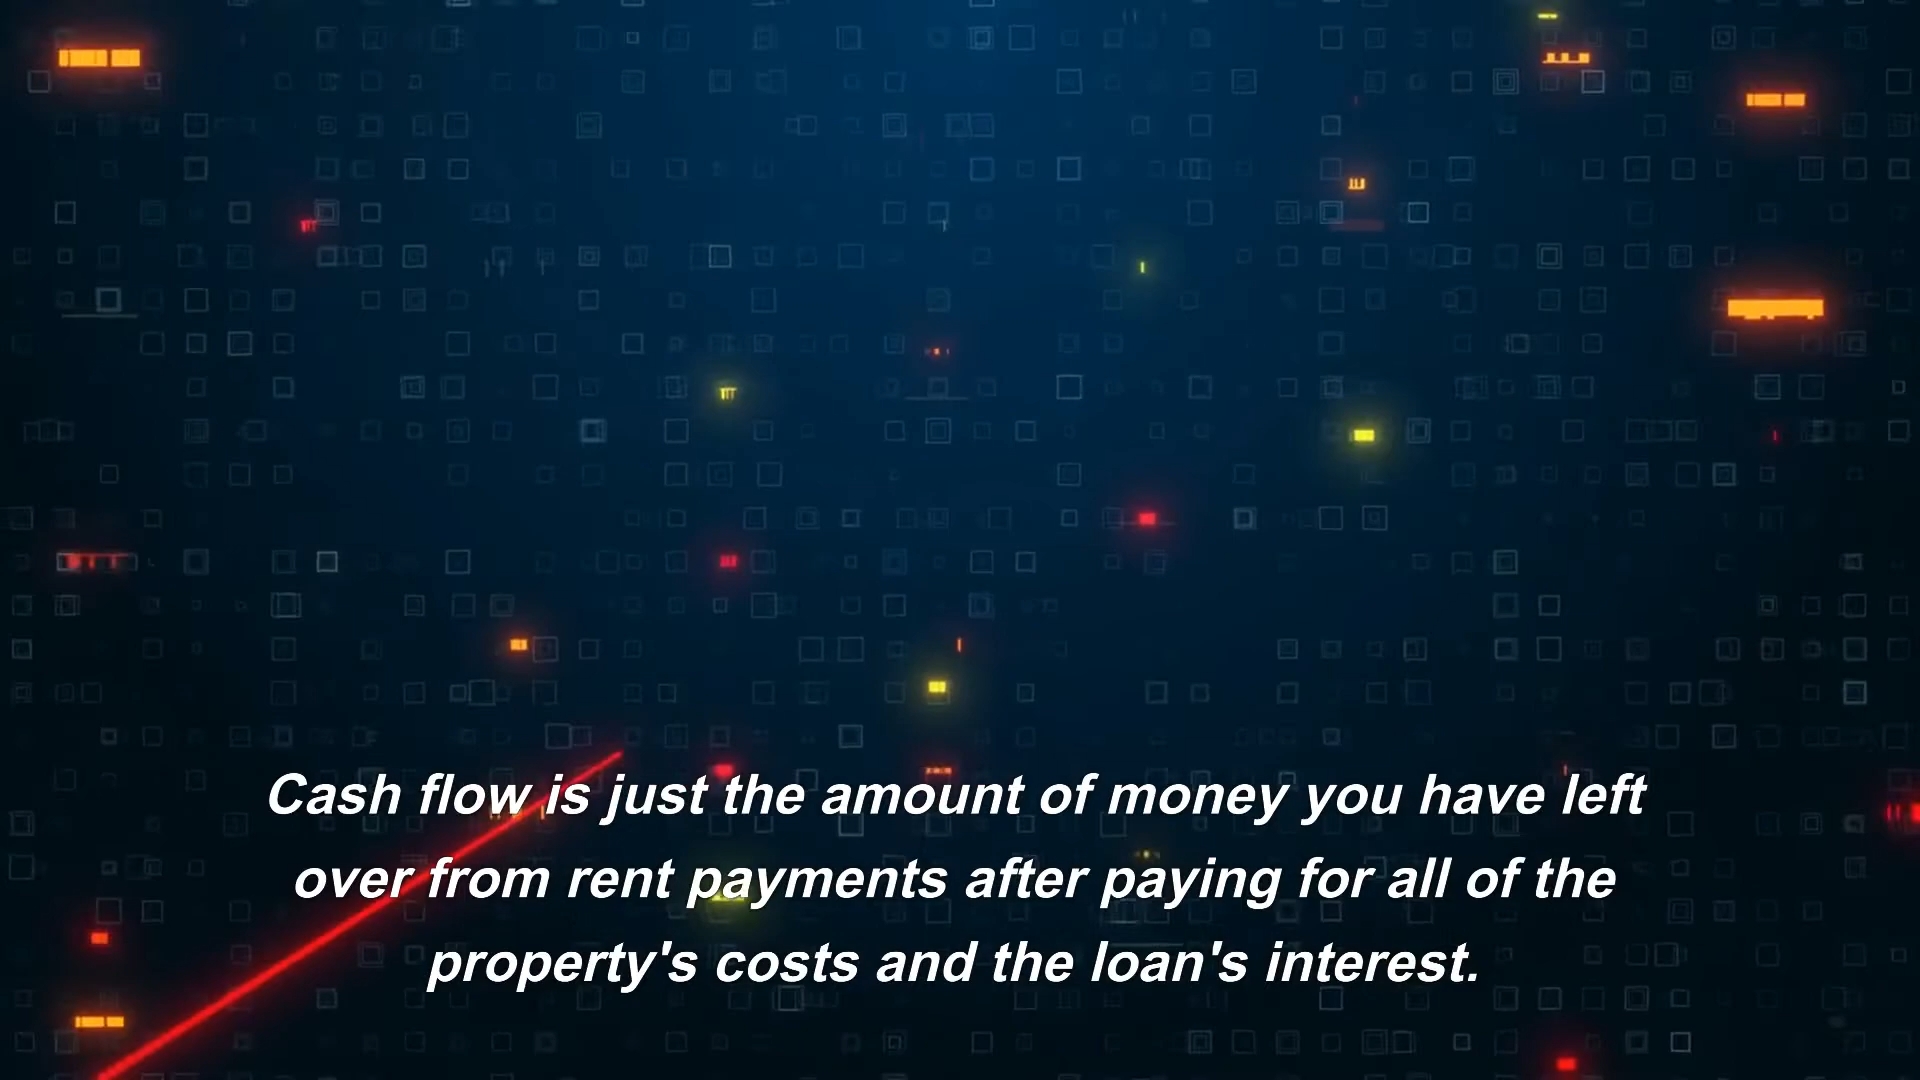 Cash flow is just the amount of money you have left
over from rent payments after paying for all of the
property's costs and the loan's interest.